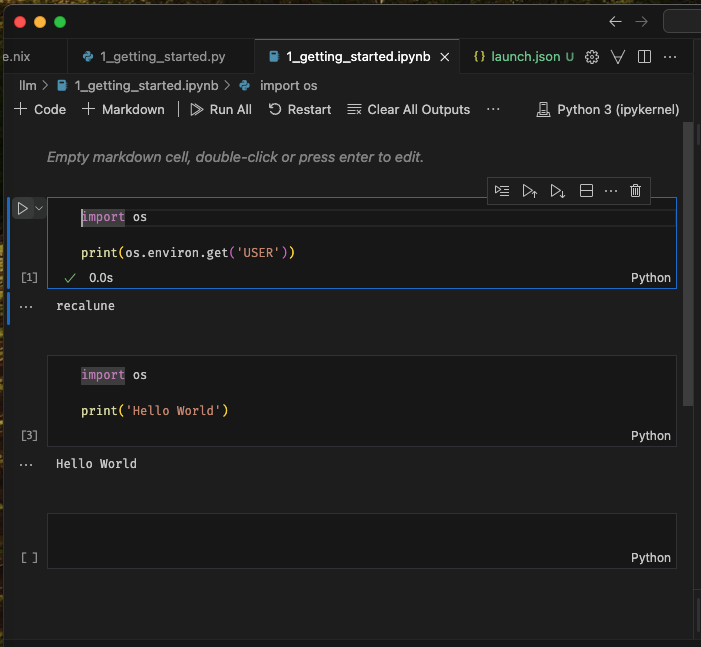 e.nix
1_getting_started.py
1_getting_started.ipynb
{} launch.json U
llm > 1_getting_started.ipynb > import os
+ Code + Markdown | Run All Restart Clear All Outputs ... Python 3 (ipykernel)
Empty markdown cell, double-click or press enter to edit.
import os
print(os.environ.get('USER'))
[1] ✓ 0.0s Python
... recalune
import os
print('Hello World')
[3] Python
... Hello World
[ ] Python